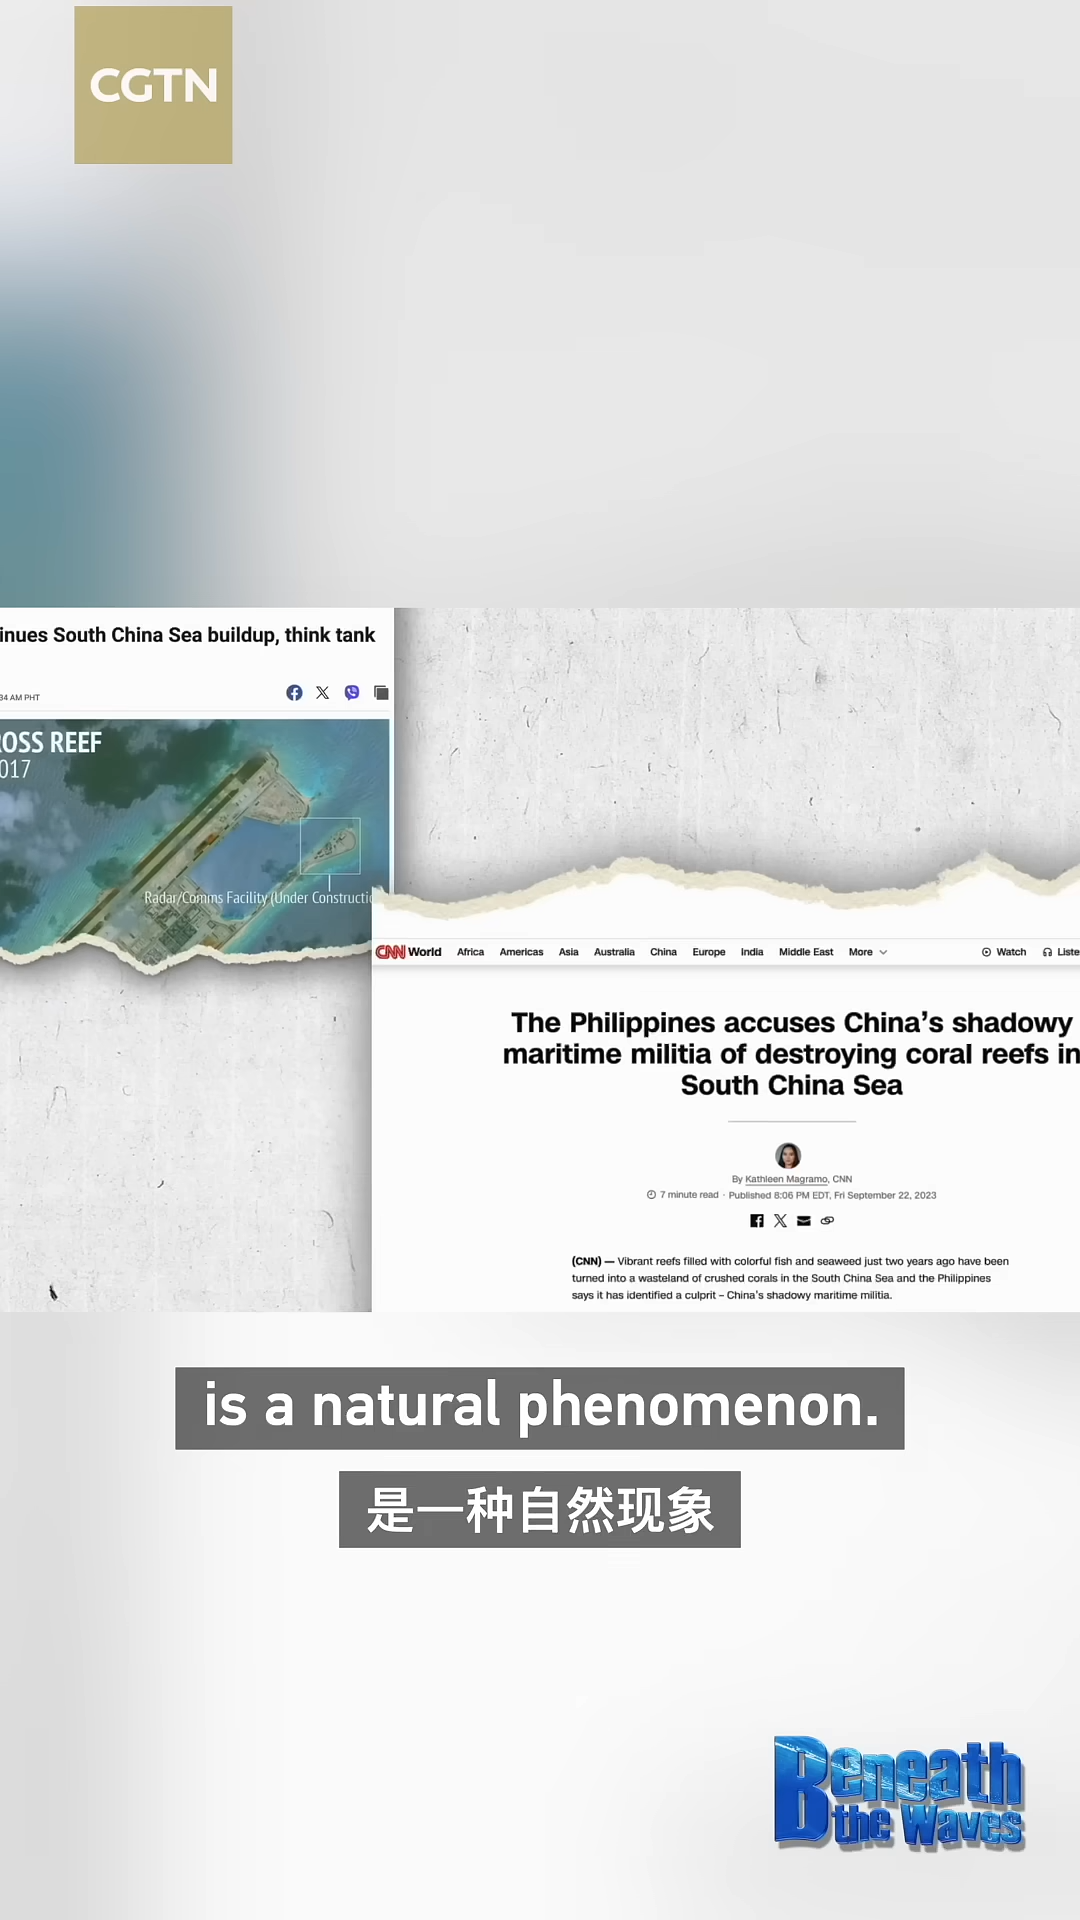 CGTN
inues South China Sea buildup, think tank
34 AM PHT
ROSS REEF
017
Radar/Comms Facility (Under Constructio
CNN World Africa Americas Asia Australia China Europe India Middle East More Watch Liste
The Philippines accuses China’s shadowy
maritime militia of destroying coral reefs in
South China Sea
By Kathleen Magramo, CNN
7 minute read · Published 8:06 PM EDT, Fri September 22, 2023
(CNN) — Vibrant reefs filled with colorful fish and seaweed just two years ago have been
turned into a wasteland of crushed corals in the South China Sea and the Philippines
says it has identified a culprit – China’s shadowy maritime militia.
is a natural phenomenon.
是一种自然现象
Beneath
the Waves